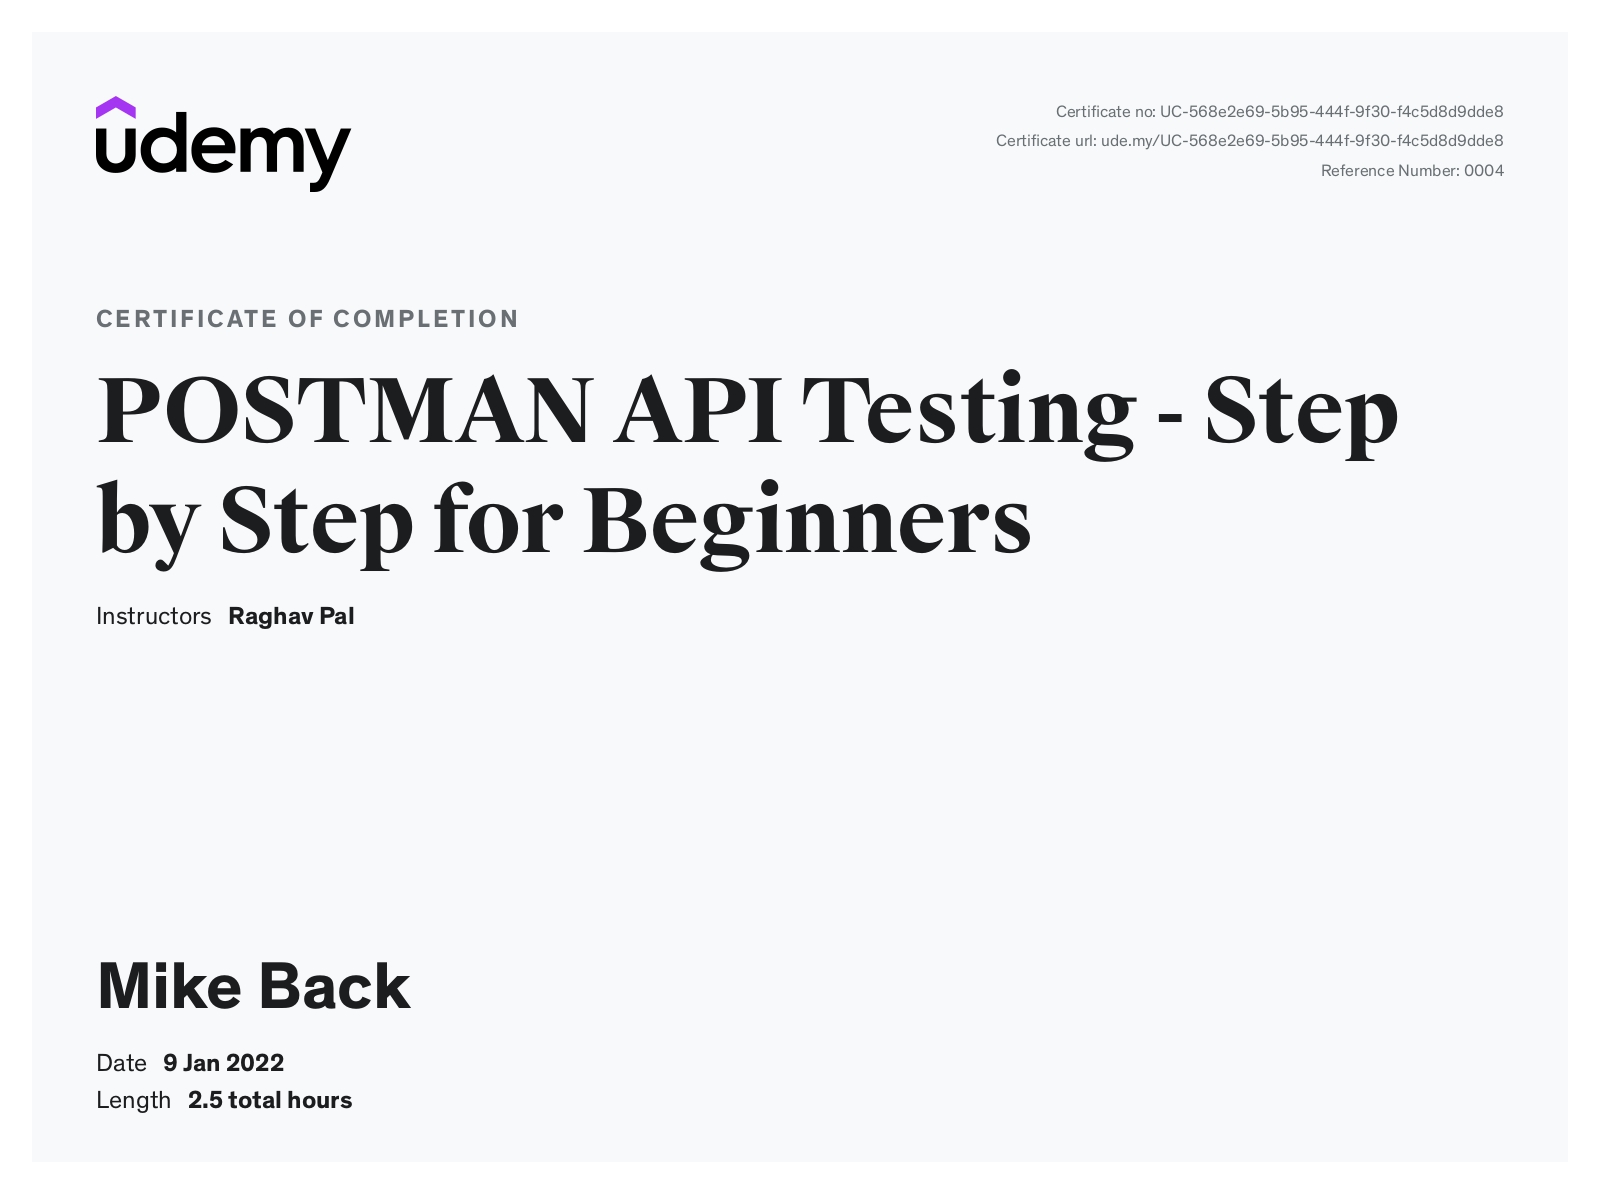 udemy
Certificate no: UC-568e2e69-5b95-444f-9f30-f4c5d8d9dde8
Certificate url: ude.my/UC-568e2e69-5b95-444f-9f30-f4c5d8d9dde8
Reference Number: 0004
CERTIFICATE OF COMPLETION
POSTMAN API Testing - Step
by Step for Beginners
Instructors Raghav Pal
Mike Back
Date 9 Jan 2022
Length 2.5 total hours